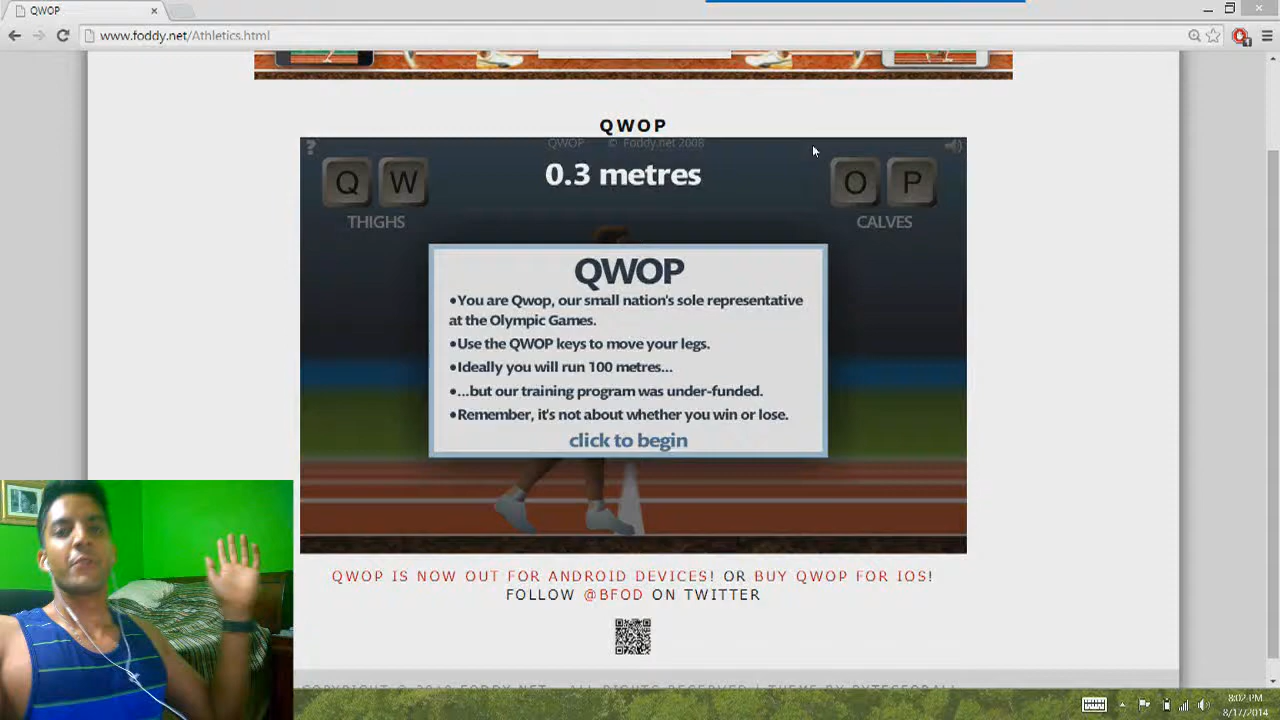 QWOP
www.foddy.net/Athletics.html
QWOP
?
QWOP © Foddy.net 2008
Q W
0.3 metres
O P
THIGHS
CALVES
QWOP
•You are Qwop, our small nation's sole representative
at the Olympic Games.
•Use the QWOP keys to move your legs.
•Ideally you will run 100 metres...
•...but our training program was under-funded.
•Remember, it's not about whether you win or lose.
click to begin
QWOP IS NOW OUT FOR ANDROID DEVICES! OR BUY QWOP FOR IOS!
FOLLOW @BFOD ON TWITTER
8:02 PM
8/17/2014